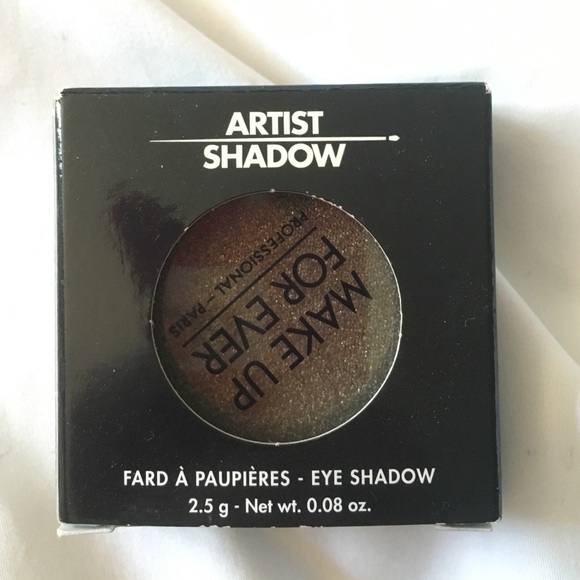 ARTIST
SHADOW
MAKE UP
FOR EVER
PROFESSIONAL - PARIS
FARD À PAUPIÈRES - EYE SHADOW
2.5 g - Net wt. 0.08 oz.